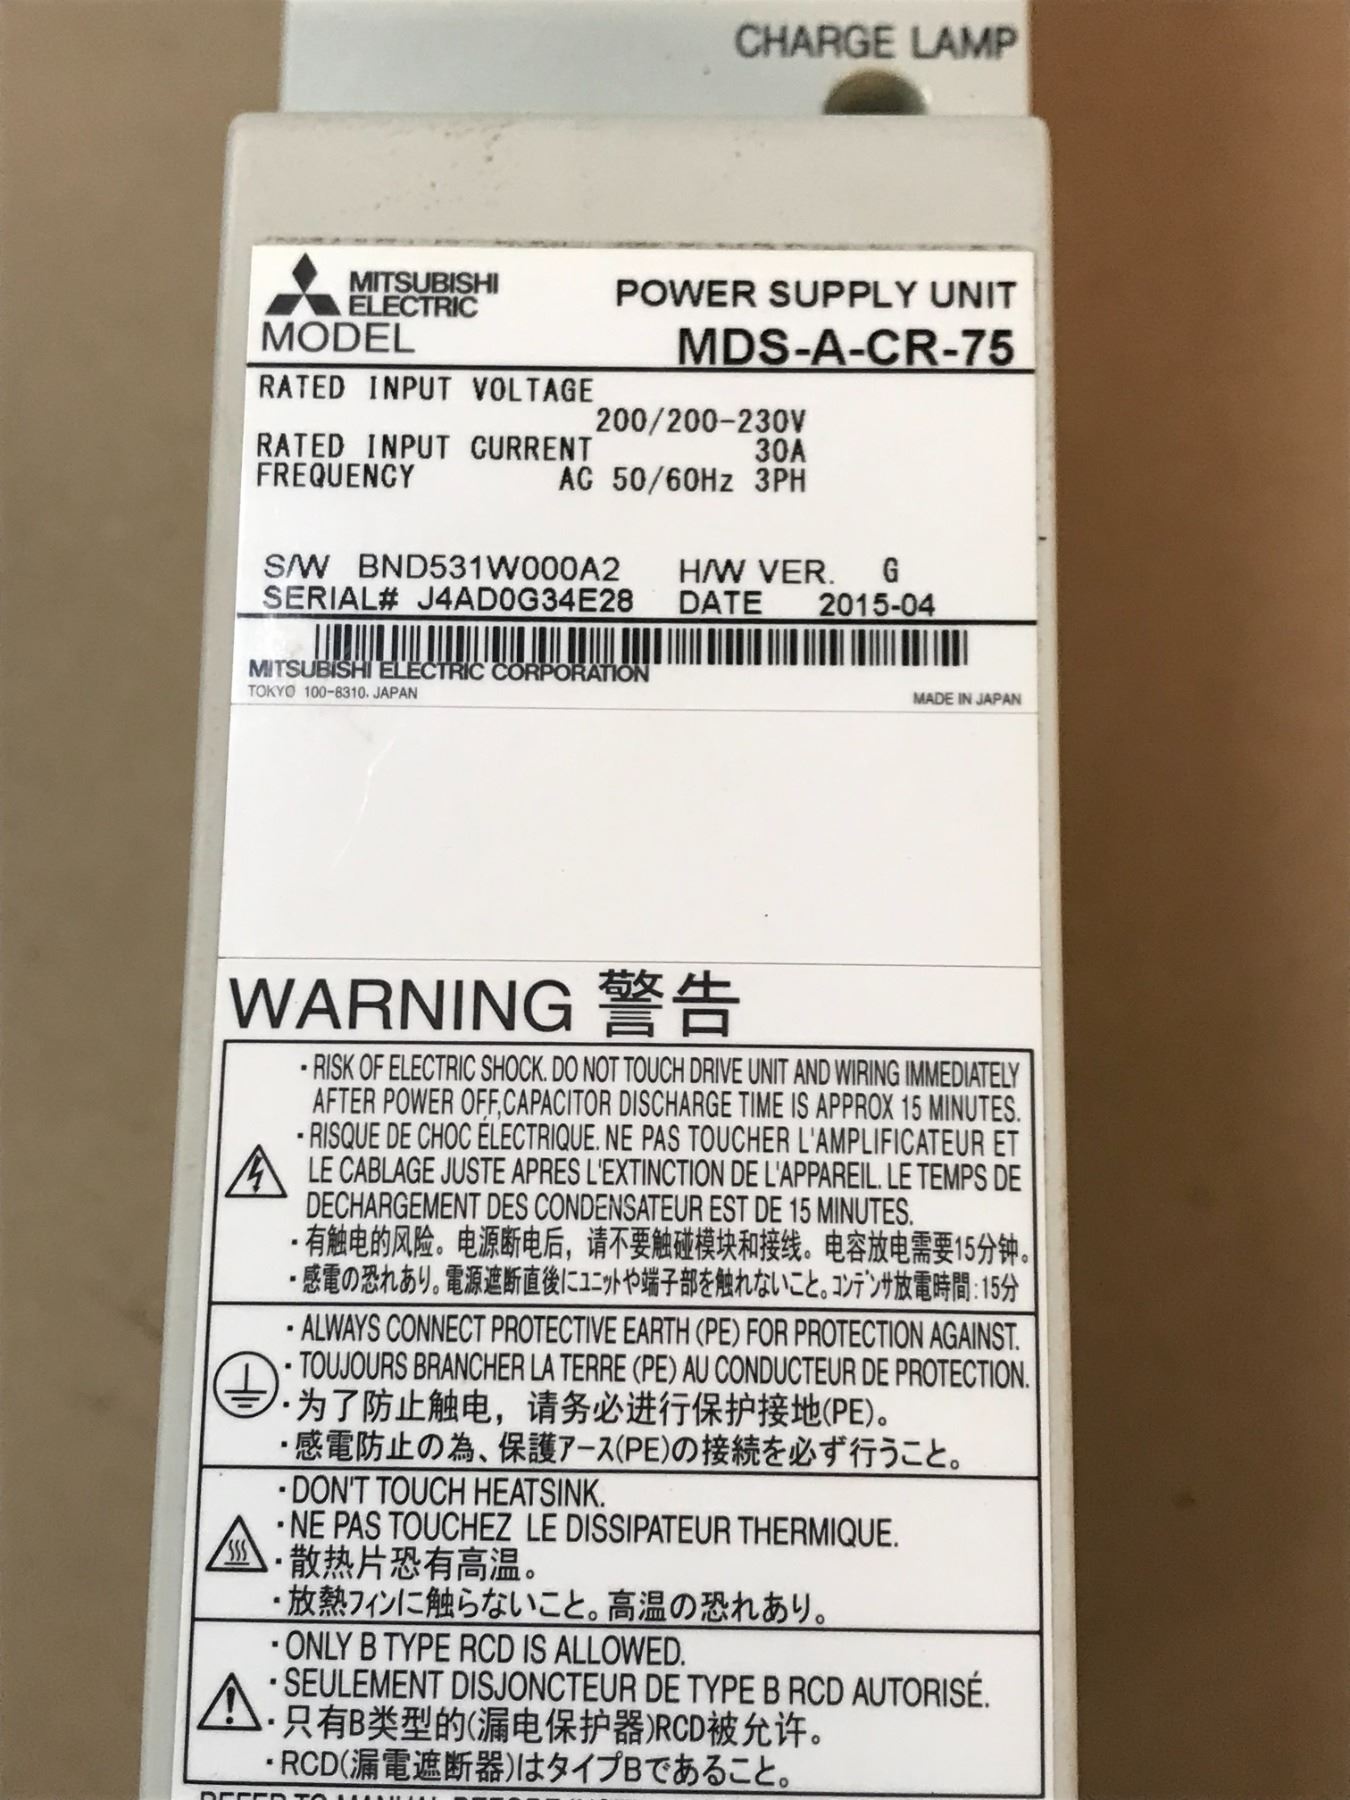 CHARGE LAMP
MITSUBISHI
ELECTRIC
POWER SUPPLY UNIT
MODEL
MDS-A-CR-75
RATED INPUT VOLTAGE
200/200-230V
RATED INPUT CURRENT 30A
FREQUENCY AC 50/60Hz 3PH
S/W BND531W000A2 H/W VER. G
SERIAL# J4AD0G34E28 DATE 2015-04
MITSUBISHI ELECTRIC CORPORATION
TOKYO 100-8310, JAPAN MADE IN JAPAN
WARNING 警告
・RISK OF ELECTRIC SHOCK. DO NOT TOUCH DRIVE UNIT AND WIRING IMMEDIATELY
AFTER POWER OFF,CAPACITOR DISCHARGE TIME IS APPROX 15 MINUTES.
・RISQUE DE CHOC ÉLECTRIQUE. NE PAS TOUCHER L'AMPLIFICATEUR ET
LE CABLAGE JUSTE APRES L'EXTINCTION DE L'APPAREIL. LE TEMPS DE
DECHARGEMENT DES CONDENSATEUR EST DE 15 MINUTES.
・有触电的风险。电源断电后，请不要触碰模块和接线。电容放电需要15分钟。
・感電の恐れあり。電源遮断直後にユニットや端子部を触れないこと。コンデンサ放電時間：15分
・ALWAYS CONNECT PROTECTIVE EARTH (PE) FOR PROTECTION AGAINST.
・TOUJOURS BRANCHER LA TERRE (PE) AU CONDUCTEUR DE PROTECTION.
・为了防止触电，请务必进行保护接地(PE)。
・感電防止の為、保護アース(PE)の接続を必ず行うこと。
・DON'T TOUCH HEATSINK.
・NE PAS TOUCHEZ LE DISSIPATEUR THERMIQUE.
・散热片恐有高温。
・放熱フィンに触らないこと。高温の恐れあり。
・ONLY B TYPE RCD IS ALLOWED.
・SEULEMENT DISJONCTEUR DE TYPE B RCD AUTORISÉ.
・只有B类型的(漏电保护器)RCD被允许。
・RCD(漏電遮断器)はタイプBであること。
REFER TO MANUAL BEFORE